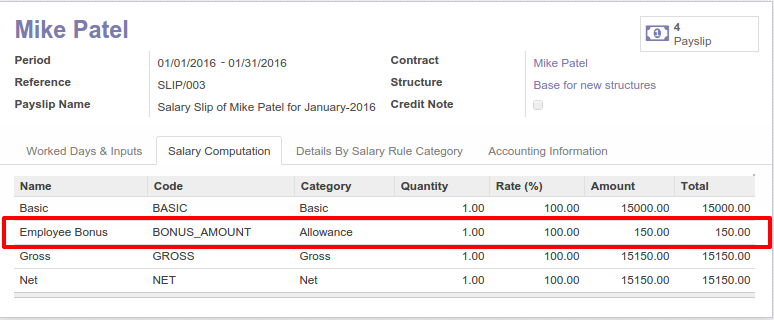 Mike Patel
4
Payslip
Period 01/01/2016 - 01/31/2016 Contract Mike Patel
Reference SLIP/003 Structure Base for new structures
Payslip Name Salary Slip of Mike Patel for January-2016 Credit Note
Worked Days & Inputs Salary Computation Details By Salary Rule Category Accounting Information
Name Code Category Quantity Rate (%) Amount Total
Basic BASIC Basic 1.00 100.00 15000.00 15000.00
Employee Bonus BONUS_AMOUNT Allowance 1.00 100.00 150.00 150.00
Gross GROSS Gross 1.00 100.00 15150.00 15150.00
Net NET Net 1.00 100.00 15150.00 15150.00